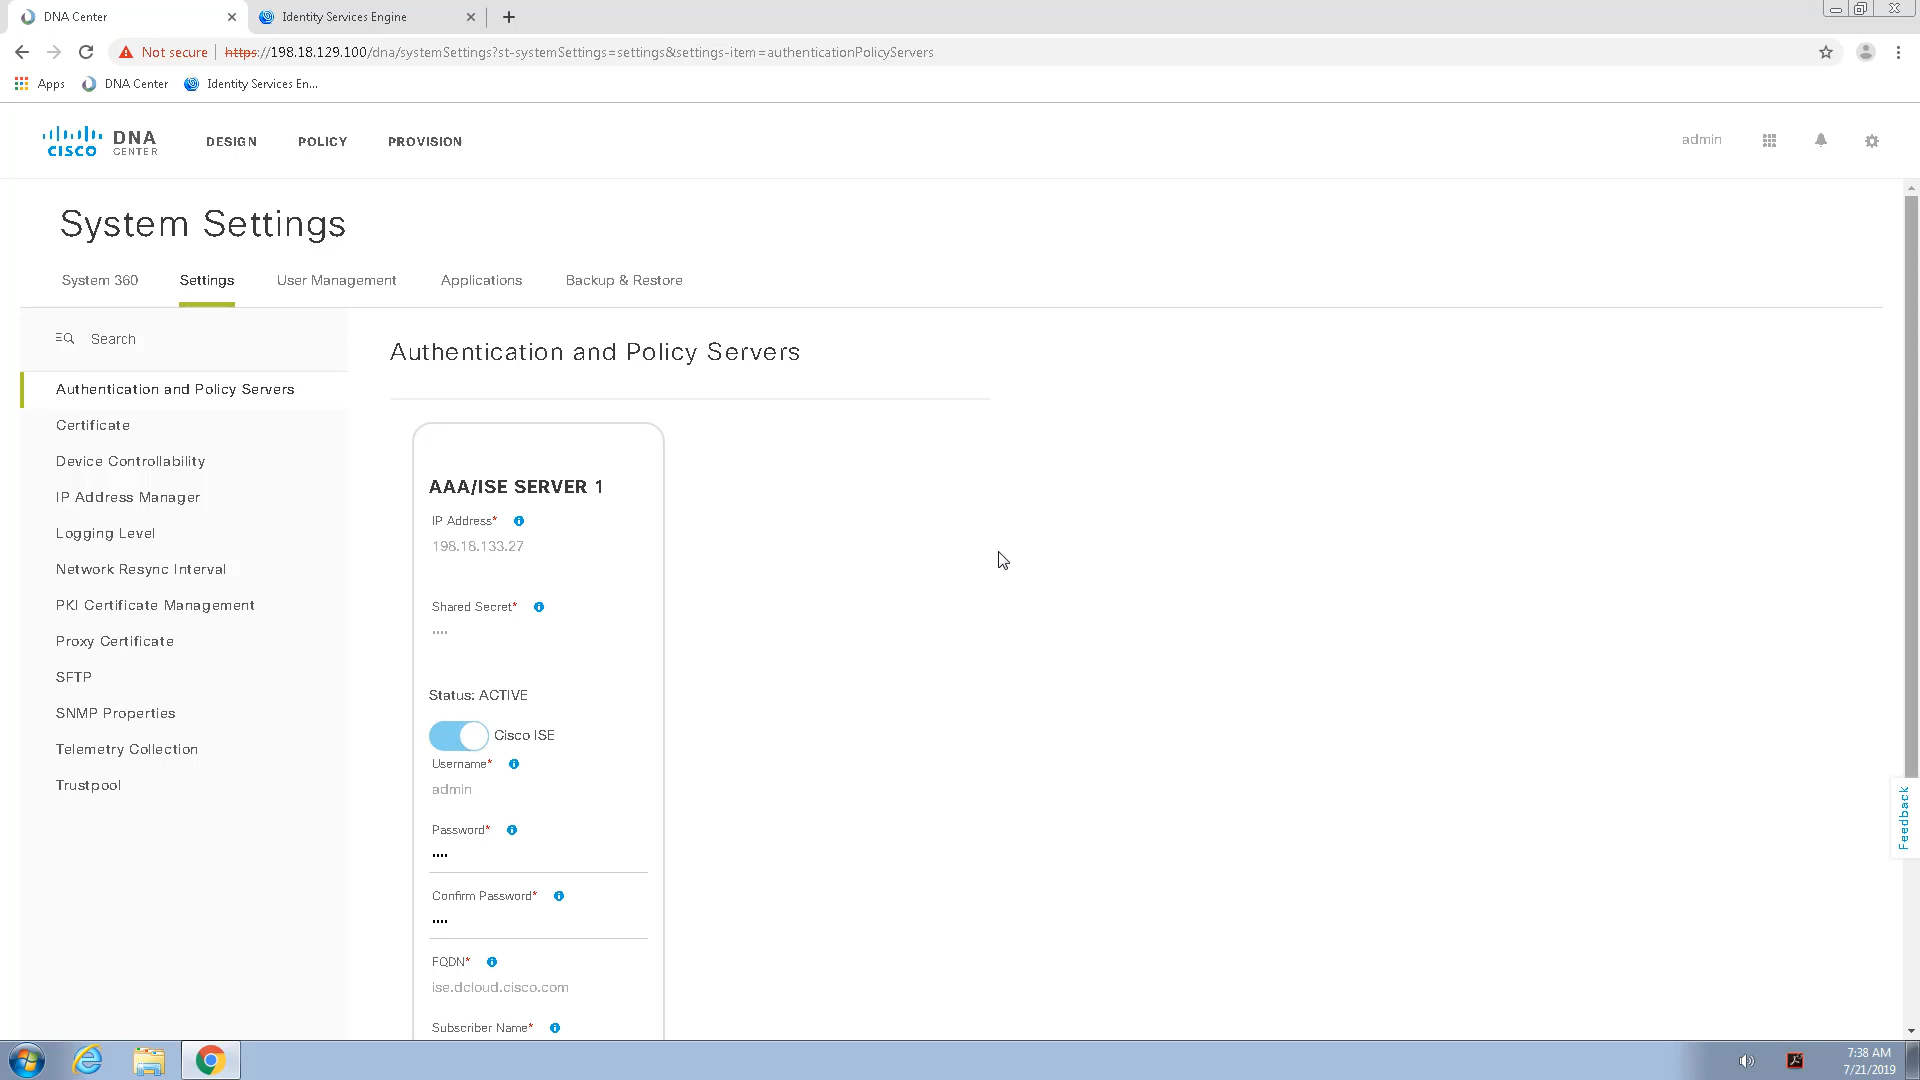 DNA Center
Identity Services Engine
Not secure
https://198.18.129.100/dna/systemSettings?st-systemSettings=settings&settings-item=authenticationPolicyServers
Apps
DNA Center
Identity Services En...
CISCO
DNA
CENTER
DESIGN
POLICY
PROVISION
admin
System Settings
System 360
Settings
User Management
Applications
Backup & Restore
Search
Authentication and Policy Servers
Certificate
Device Controllability
IP Address Manager
Logging Level
Network Resync Interval
PKI Certificate Management
Proxy Certificate
SFTP
SNMP Properties
Telemetry Collection
Trustpool
Authentication and Policy Servers
AAA/ISE SERVER 1
IP Address*
198.18.133.27
Shared Secret*
••••
Status: ACTIVE
Cisco ISE
Username*
admin
Password*
••••
Confirm Password*
••••
FQDN*
ise.dcloud.cisco.com
Subscriber Name*
Feedback
7:38 AM
7/21/2019